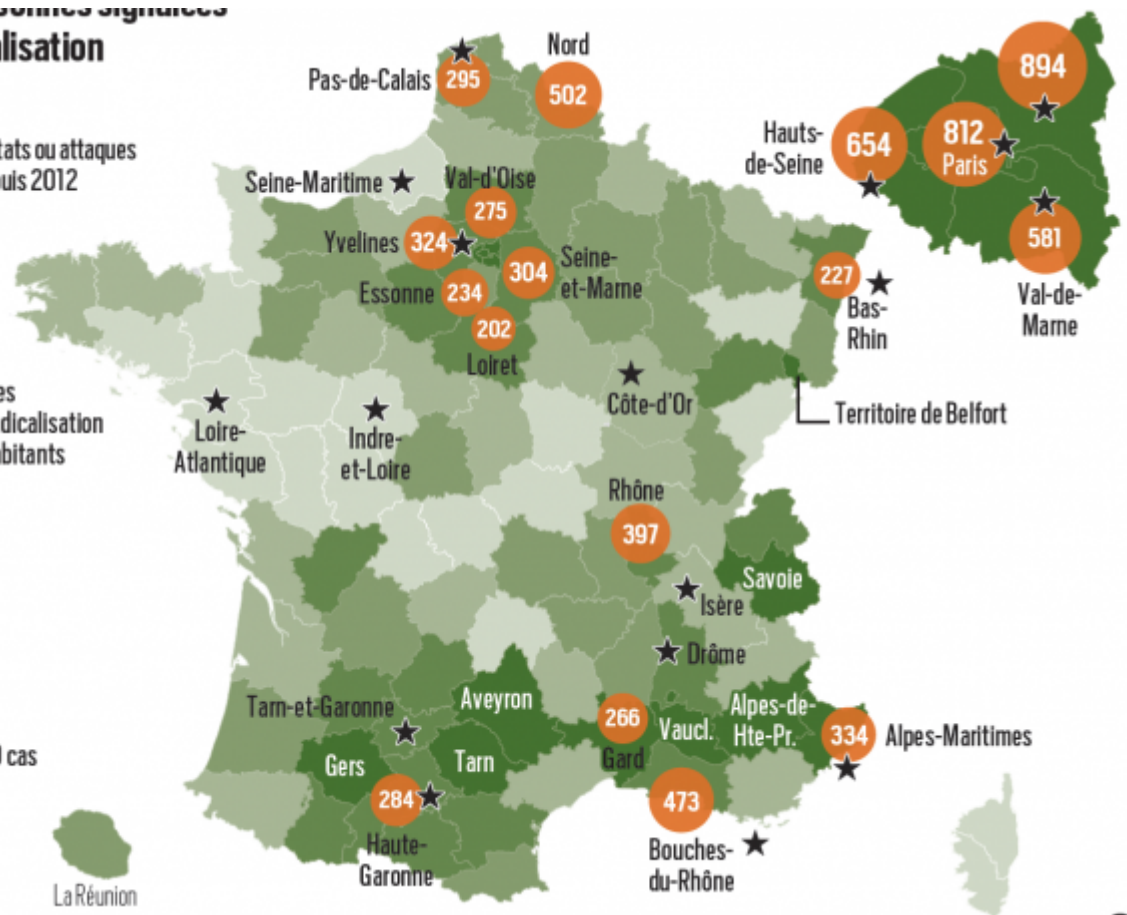 signalées
alisation
tats ou attaques
puis 2012
es
dicalisation
abitants
cas
Pas-de-Calais
295
Nord
502
894
Hauts-
de-Seine
654
812
Paris
581
Val-de-
Marne
Seine-Maritime
Val-d'Oise
275
Yvelines
324
304
Seine-
et-Marne
Essonne
234
202
Loiret
227
Bas-
Rhin
Côte-d'Or
Territoire de Belfort
Loire-
Atlantique
Indre-
et-Loire
Rhône
397
Savoie
Isère
Drôme
Aveyron
Tarn-et-Garonne
266
Gard
Vaucl.
Alpes-de-
Hte-Pr.
334
Alpes-Maritimes
Gers
Tarn
284
Haute-
Garonne
473
Bouches-
du-Rhône
La Réunion